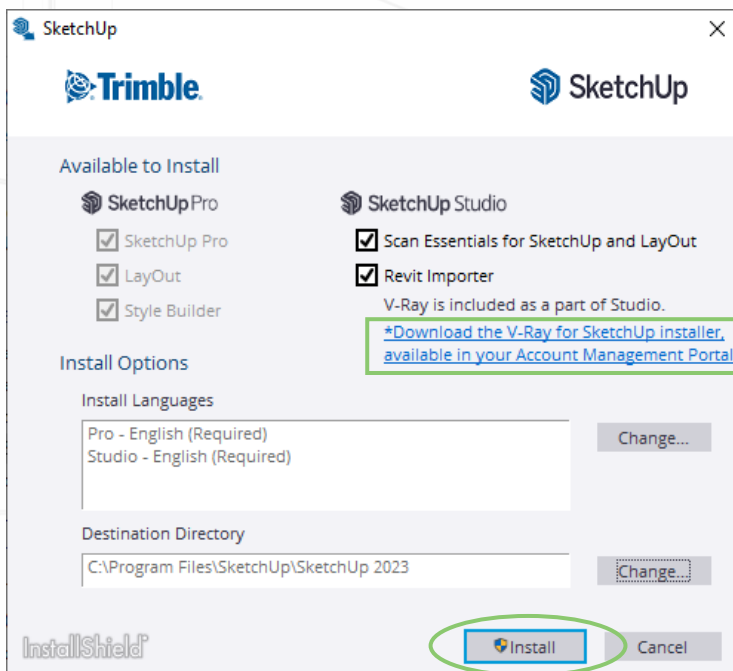 SketchUp
Trimble.
SketchUp
Available to Install
SketchUp Pro
SketchUp Pro
LayOut
Style Builder
SketchUp Studio
Scan Essentials for SketchUp and LayOut
Revit Importer
V-Ray is included as a part of Studio.
*Download the V-Ray for SketchUp installer,
available in your Account Management Portal
Install Options
Install Languages
Pro - English (Required)
Studio - English (Required)
Change...
Destination Directory
C:\Program Files\SketchUp\SketchUp 2023
Change...
InstallShield
Install
Cancel